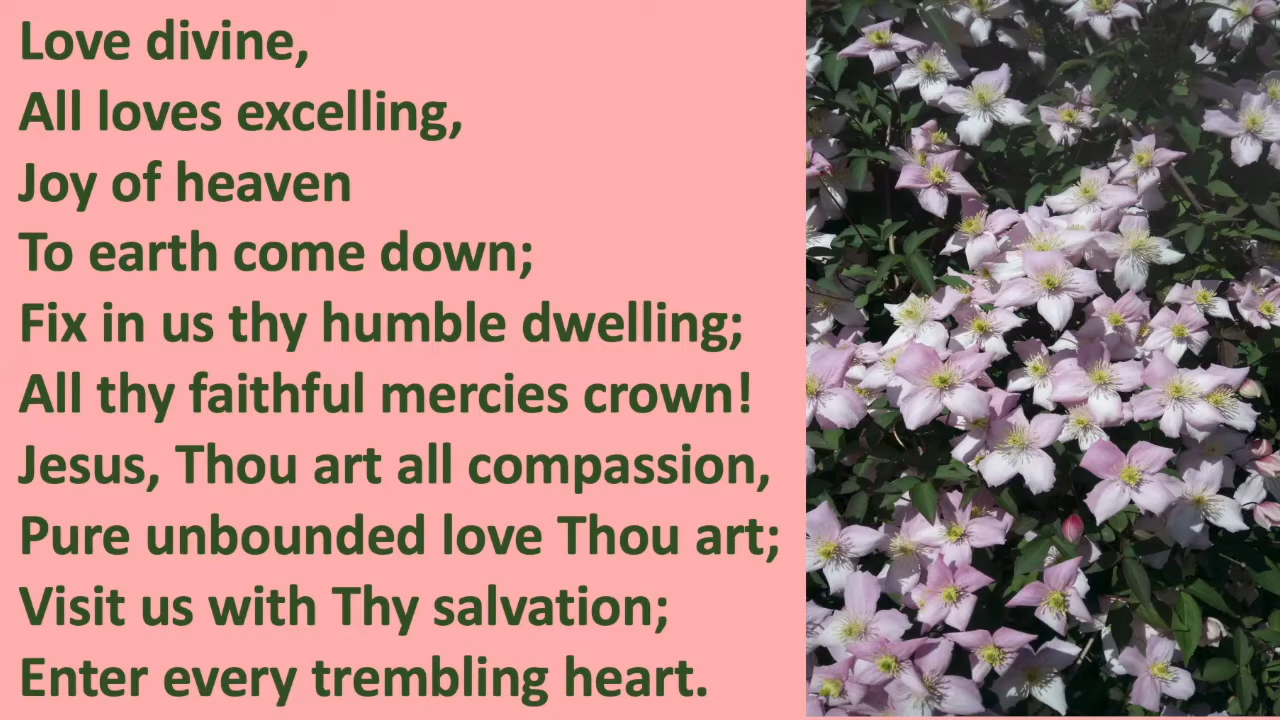 Love divine,
All loves excelling,
Joy of heaven
To earth come down;
Fix in us thy humble dwelling;
All thy faithful mercies crown!
Jesus, Thou art all compassion,
Pure unbounded love Thou art;
Visit us with Thy salvation;
Enter every trembling heart.